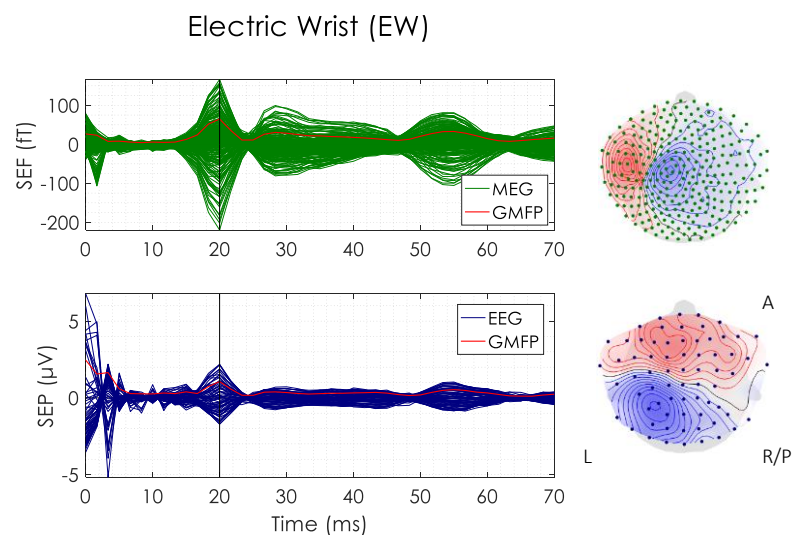 Electric Wrist (EW)
SEF (fT)
100
0
-100
-200
MEG
GMFP
0 10 20 30 40 50 60 70
SEP (µV)
5
0
-5
EEG
GMFP
0 10 20 30 40 50 60 70
Time (ms)
A
L
R/P